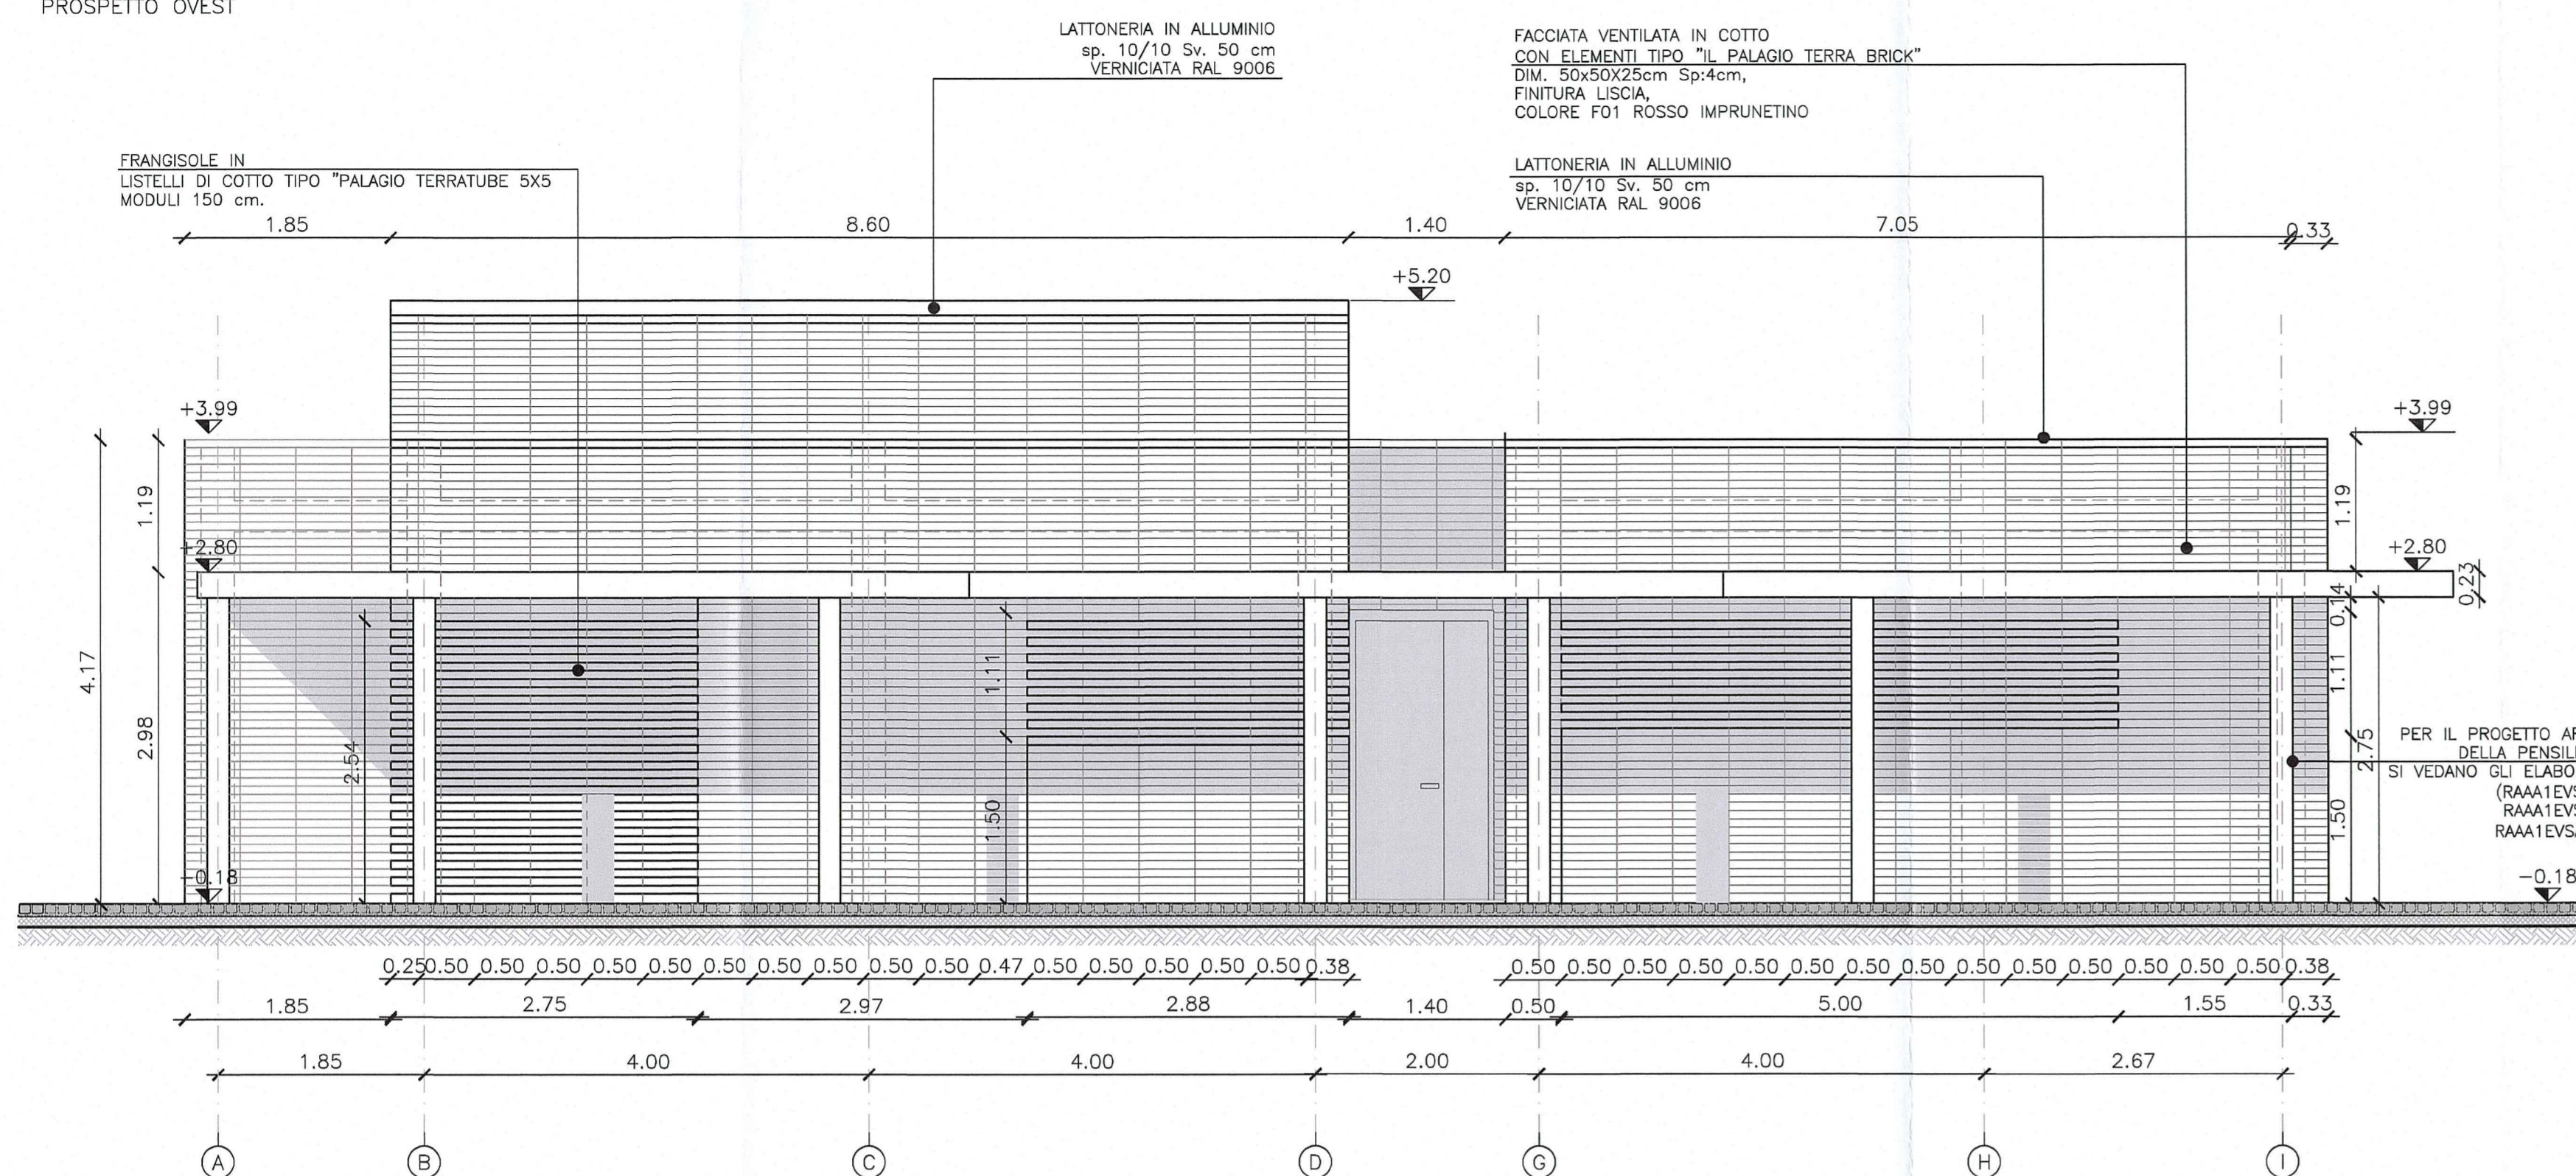 PROSPETTO OVEST
LATTONERIA IN ALLUMINIO
sp. 10/10 Sv. 50 cm
VERNICIATA RAL 9006
FACCIATA VENTILATA IN COTTO
CON ELEMENTI TIPO "IL PALAGIO TERRA BRICK"
DIM. 50x50X25cm Sp:4cm,
FINITURA LISCIA,
COLORE F01 ROSSO IMPRUNETINO
FRANGISOLE IN
LISTELLI DI COTTO TIPO "PALAGIO TERRATUBE 5X5
MODULI 150 cm.
LATTONERIA IN ALLUMINIO
sp. 10/10 Sv. 50 cm
VERNICIATA RAL 9006
1.85 8.60 1.40 7.05 0.33
+5.20
+3.99
+3.99
1.19
1.19
+2.80
+2.80
0.23
0.14
4.17
2.98
2.54
1.11
1.50
1.11
2.75
1.50
PER IL PROGETTO AR
DELLA PENSILI
SI VEDANO GLI ELABO
(RAAA1EVS
RAAA1EVS
RAAA1EVSA
-0.18
-0.18
0.25 0.50 0.50 0.50 0.50 0.50 0.50 0.50 0.50 0.50 0.50 0.47 0.50 0.50 0.50 0.50 0.50 0.38 0.50 0.50 0.50 0.50 0.50 0.50 0.50 0.50 0.50 0.50 0.50 0.50 0.50 0.50 0.38
1.85 2.75 2.97 2.88 1.40 0.50 5.00 1.55 0.33
1.85 4.00 4.00 2.00 4.00 2.67
A B C D G H I